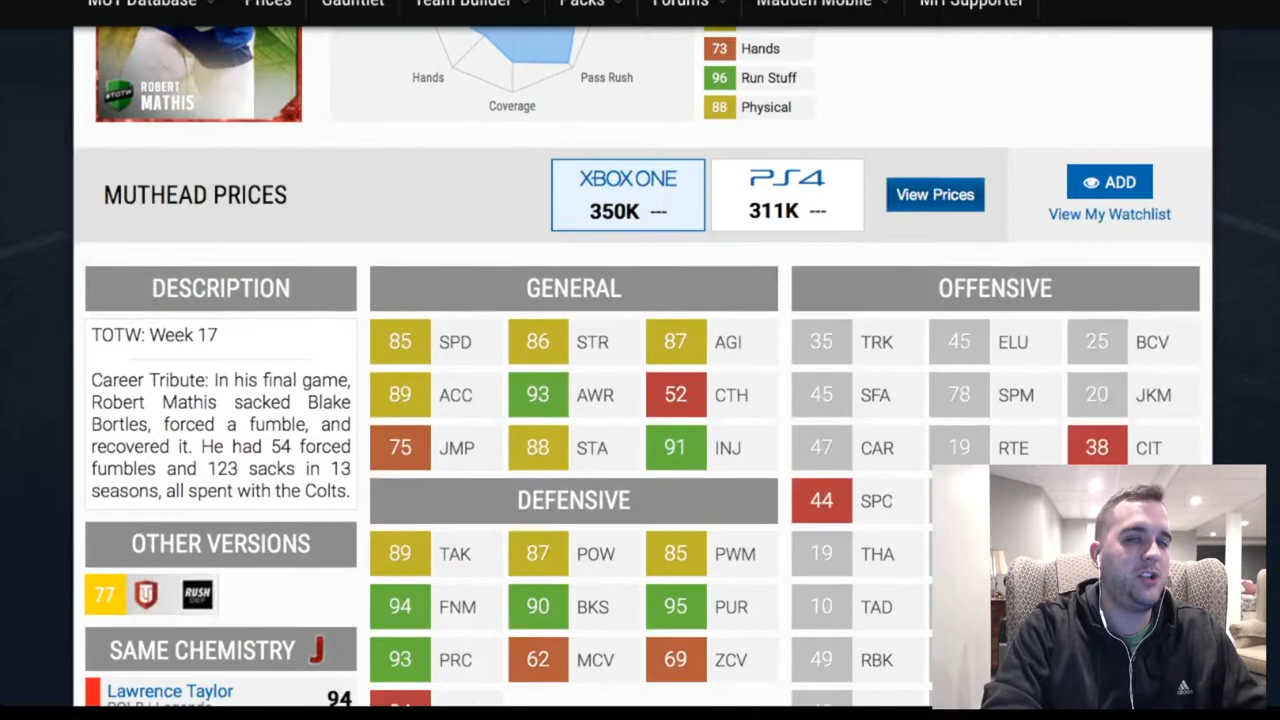 MUT Database Prices Gauntlet Team Builder Packs Forums Madden Mobile MH Supporter
#TOTW ROBERT
MATHIS
Hands
Coverage
Pass Rush
73 Hands
96 Run Stuff
88 Physical
MUTHEAD PRICES
XBOX ONE
350K ---
PS4
311K ---
View Prices
ADD
View My Watchlist
DESCRIPTION
TOTW: Week 17
Career Tribute: In his final game,
Robert Mathis sacked Blake
Bortles, forced a fumble, and
recovered it. He had 54 forced
fumbles and 123 sacks in 13
seasons, all spent with the Colts.
OTHER VERSIONS
77 UT RUSH
SAME CHEMISTRY J
Lawrence Taylor 94
GENERAL
85 SPD 86 STR 87 AGI
89 ACC 93 AWR 52 CTH
75 JMP 88 STA 91 INJ
DEFENSIVE
89 TAK 87 POW 85 PWM
94 FNM 90 BKS 95 PUR
93 PRC 62 MCV 69 ZCV
OFFENSIVE
35 TRK 45 ELU 25 BCV
45 SFA 78 SPM 20 JKM
47 CAR 19 RTE 38 CIT
44 SPC
19 THA
10 TAD
49 RBK
adidas